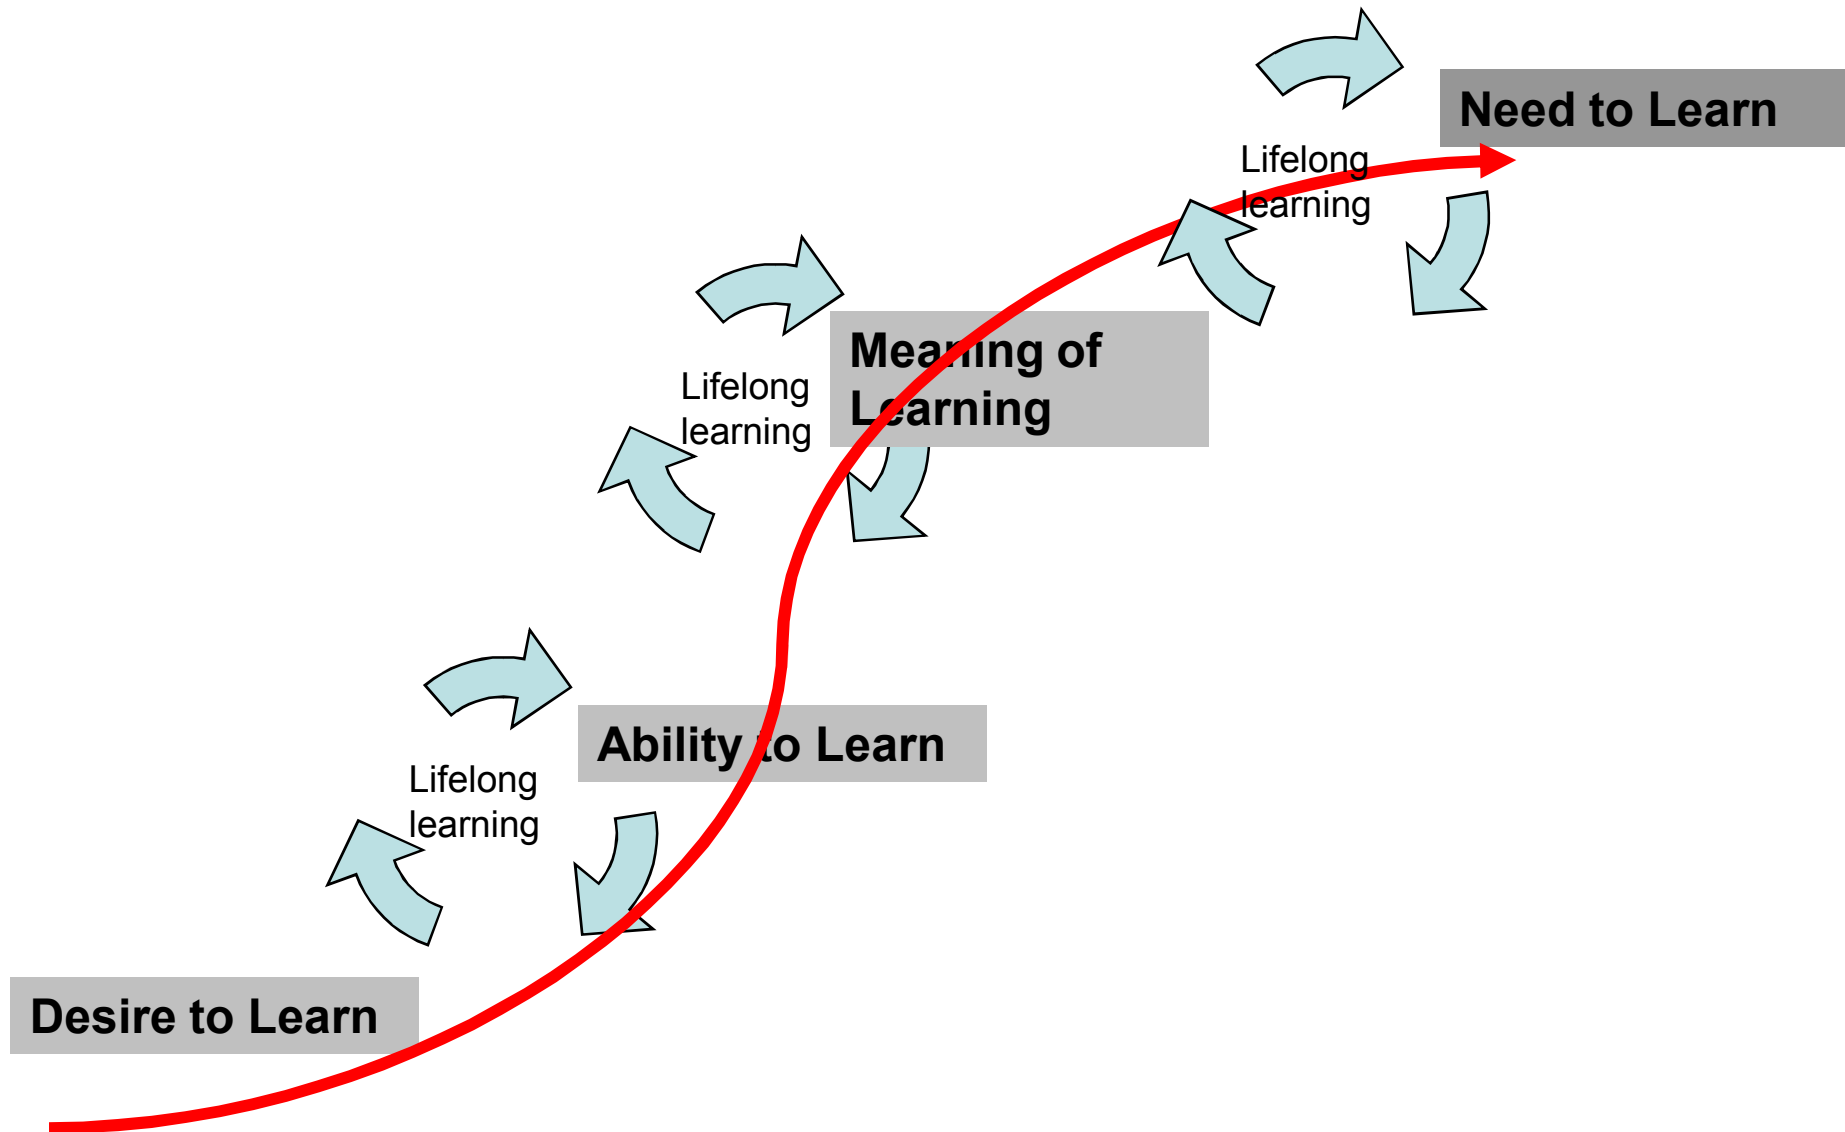 Need to Learn
Lifelong
learning
Meaning of
Learning
Lifelong
learning
Ability to Learn
Lifelong
learning
Desire to Learn